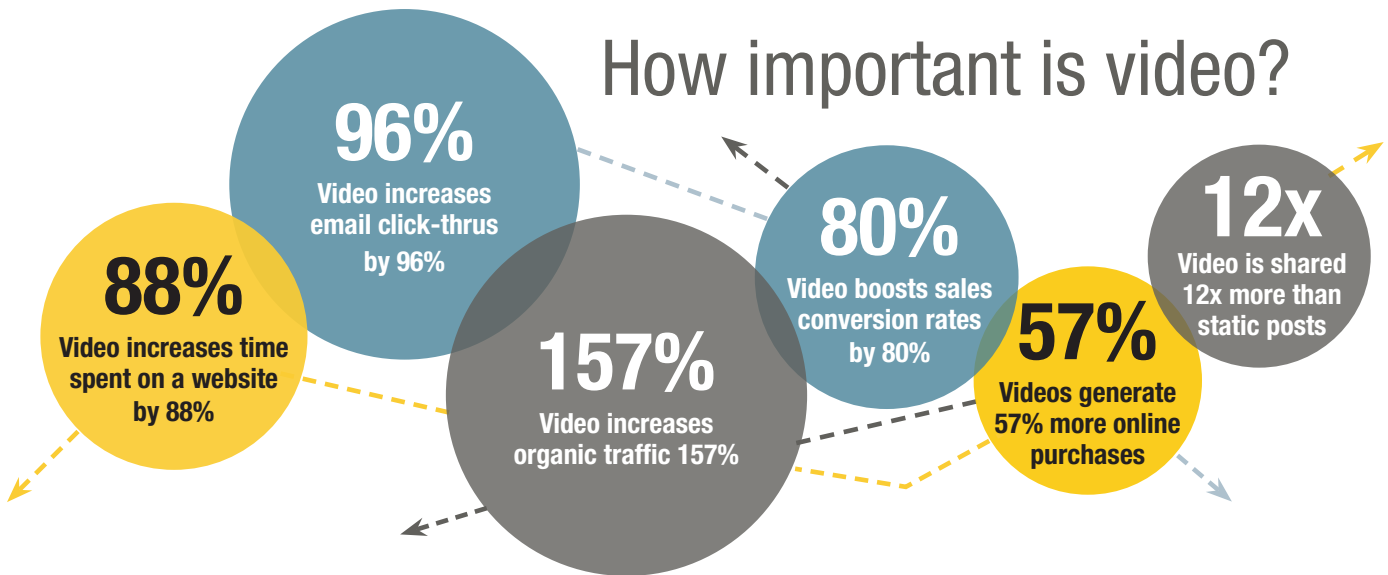 How important is video?
96%
Video increases
email click-thrus
by 96%
88%
Video increases time
spent on a website
by 88%
157%
Video increases
organic traffic 157%
80%
Video boosts sales
conversion rates
by 80%
57%
Videos generate
57% more online
purchases
12x
Video is shared
12x more than
static posts